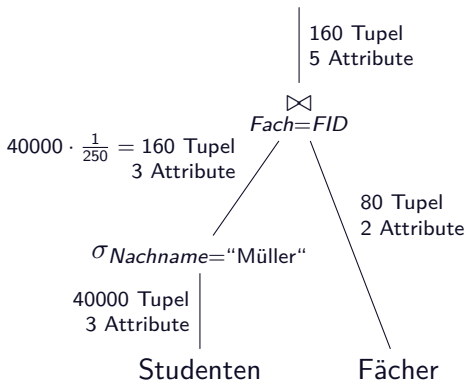 160 Tupel
5 Attribute
⋈
Fach=FID
40000 · 1/250 = 160 Tupel
3 Attribute
80 Tupel
2 Attribute
σNachname=“Müller“
40000 Tupel
3 Attribute
Studenten
Fächer